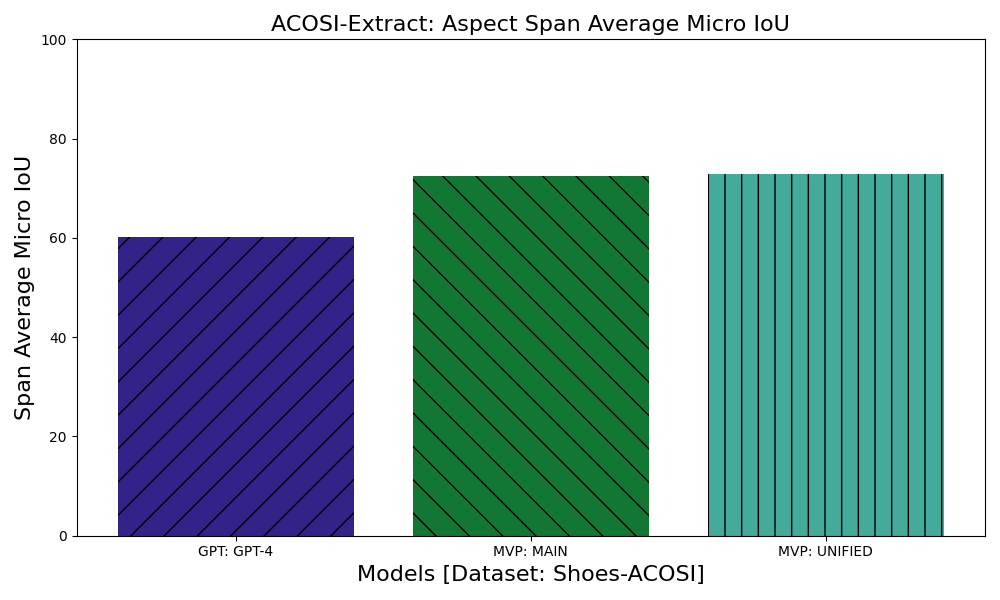 ACOSI-Extract: Aspect Span Average Micro IoU
Span Average Micro IoU
100
80
60
40
20
0
GPT: GPT-4 MVP: MAIN MVP: UNIFIED
Models [Dataset: Shoes-ACOSI]